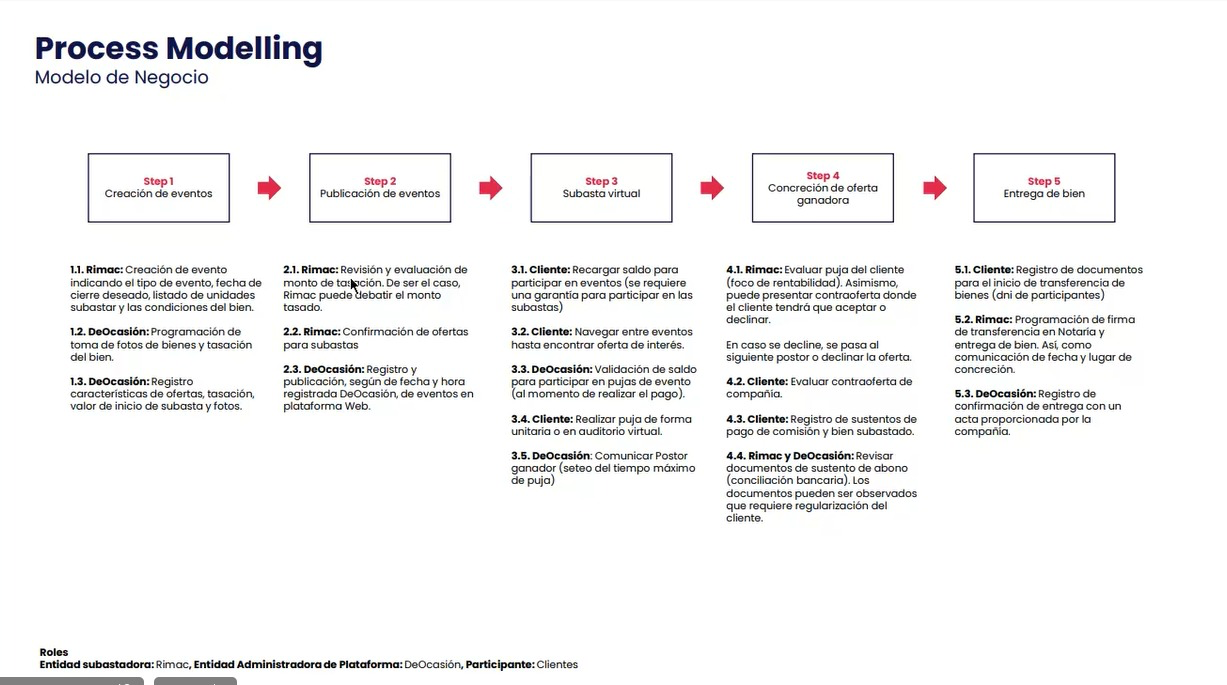 Process Modelling
Modelo de Negocio
Step 1
Creación de eventos
Step 2
Publicación de eventos
Step 3
Subasta virtual
Step 4
Concreción de oferta
ganadora
Step 5
Entrega de bien
1.1. Rimac: Creación de evento
indicando el tipo de evento, fecha de
cierre deseado, listado de unidades
subastar y las condiciones del bien.
1.2. DeOcasión: Programación de
toma de fotos de bienes y tasación
del bien.
1.3. DeOcasión: Registro
características de ofertas, tasación,
valor de inicio de subasta y fotos.
2.1. Rimac: Revisión y evaluación de
monto de tasación. De ser el caso,
Rimac puede debatir el monto
tasado.
2.2. Rimac: Confirmación de ofertas
para subastas
2.3. DeOcasión: Registro y
publicación, según de fecha y hora
registrada DeOcasión, de eventos en
plataforma Web.
3.1. Cliente: Recargar saldo para
participar en eventos (se requiere
una garantía para participar en las
subastas)
3.2. Cliente: Navegar entre eventos
hasta encontrar oferta de interés.
3.3. DeOcasión: Validación de saldo
para participar en pujas de evento
(al momento de realizar el pago).
3.4. Cliente: Realizar puja de forma
unitaria o en auditorio virtual.
3.5. DeOcasión: Comunicar Postor
ganador (seteo del tiempo máximo
de puja)
4.1. Rimac: Evaluar puja del cliente
(foco de rentabilidad). Asimismo,
puede presentar contraoferta donde
el cliente tendrá que aceptar o
declinar.
En caso se decline, se pasa al
siguiente postor o declinar la oferta.
4.2. Cliente: Evaluar contraoferta de
compañía.
4.3. Cliente: Registro de sustentos de
pago de comisión y bien subastado.
4.4. Rimac y DeOcasión: Revisar
documentos de sustento de abono
(conciliación bancaria). Los
documentos pueden ser observados
que requiere regularización del
cliente.
5.1. Cliente: Registro de documentos
para el inicio de transferencia de
bienes (dni de participantes)
5.2. Rimac: Programación de firma
de transferencia en Notaria y
entrega de bien. Así, como
comunicación de fecha y lugar de
concreción.
5.3. DeOcasión: Registro de
confirmación de entrega con un
acta proporcionada por la
compañía.
Roles
Entidad subastadora: Rimac, Entidad Administradora de Plataforma: DeOcasión, Participante: Clientes